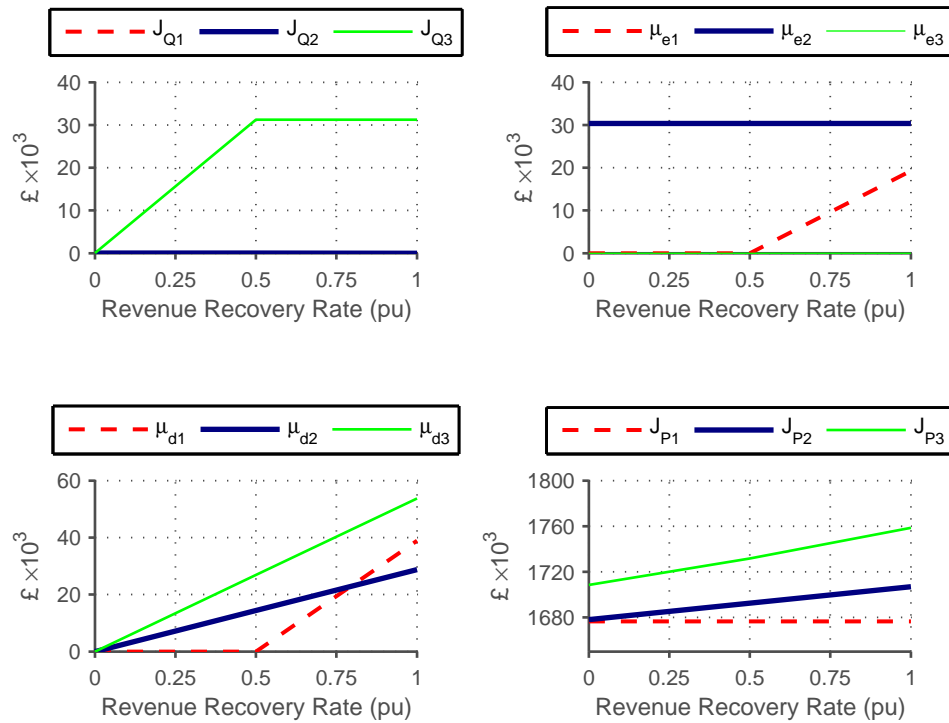 J_Q1 J_Q2 J_Q3
40
30
20
10
0
£ ×10^3
0 0.25 0.5 0.75 1
Revenue Recovery Rate (pu)
μ_e1 μ_e2 μ_e3
40
30
20
10
0
£ ×10^3
0 0.25 0.5 0.75 1
Revenue Recovery Rate (pu)
μ_d1 μ_d2 μ_d3
60
40
20
0
£ ×10^3
0 0.25 0.5 0.75 1
Revenue Recovery Rate (pu)
J_P1 J_P2 J_P3
1800
1760
1720
1680
£ ×10^3
0 0.25 0.5 0.75 1
Revenue Recovery Rate (pu)